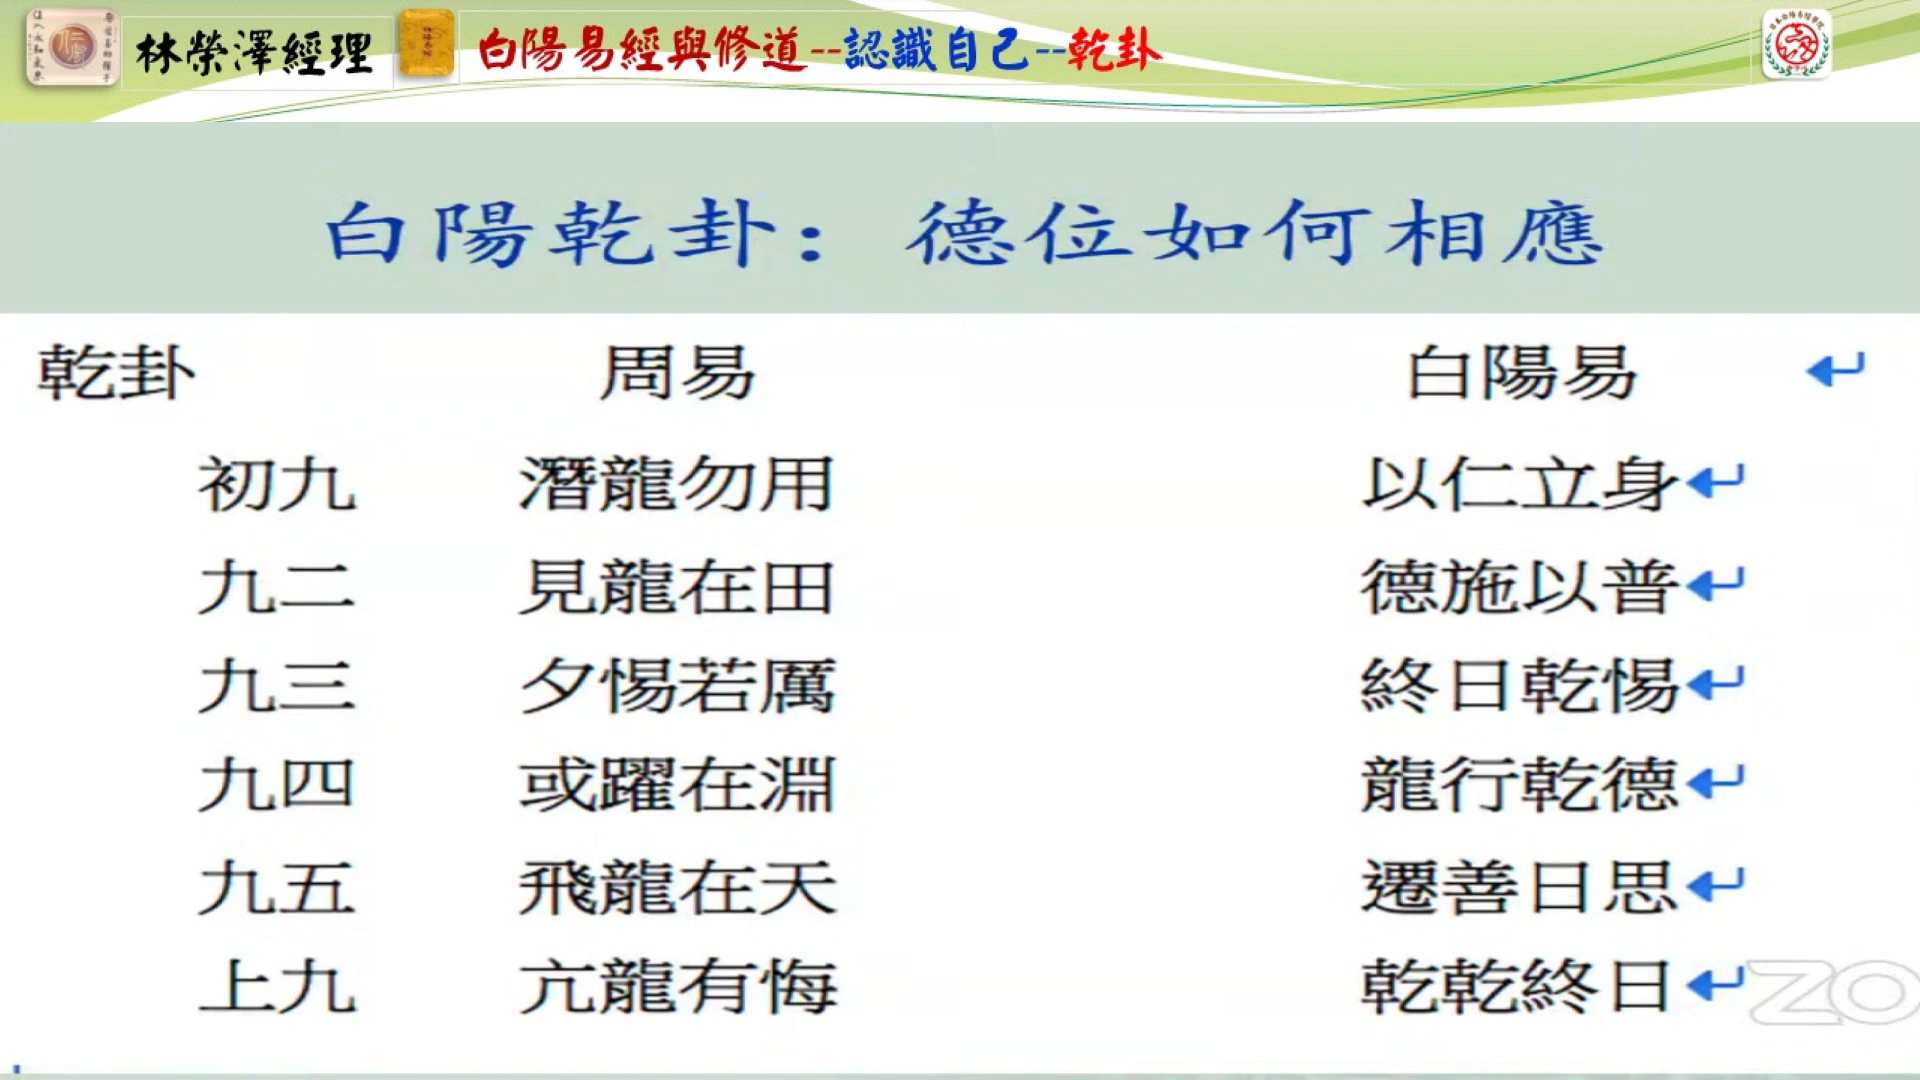 林榮澤經理 白陽易經與修道--認識自己--乾卦
白陽乾卦：德位如何相應
乾卦 周易 白陽易
初九 潛龍勿用 以仁立身
九二 見龍在田 德施以普
九三 夕惕若厲 終日乾惕
九四 或躍在淵 龍行乾德
九五 飛龍在天 遷善日思
上九 亢龍有悔 乾乾終日
ZO